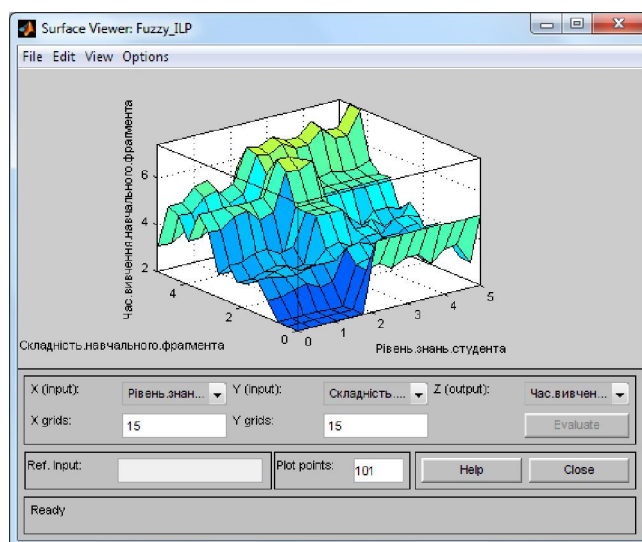 Surface Viewer: Fuzzy_ILP
File Edit View Options
Час.вивчення.навчального.фрагмента
6
4
2
4
2
0
0
1
2
3
4
5
Складність.навчального.фрагмента
Рівень.знань.студента
X (input): Рівень.знан... Y (input): Складність.... Z (output): Час.вивчен...
X grids: 15 Y grids: 15 Evaluate
Ref. Input: Plot points: 101 Help Close
Ready